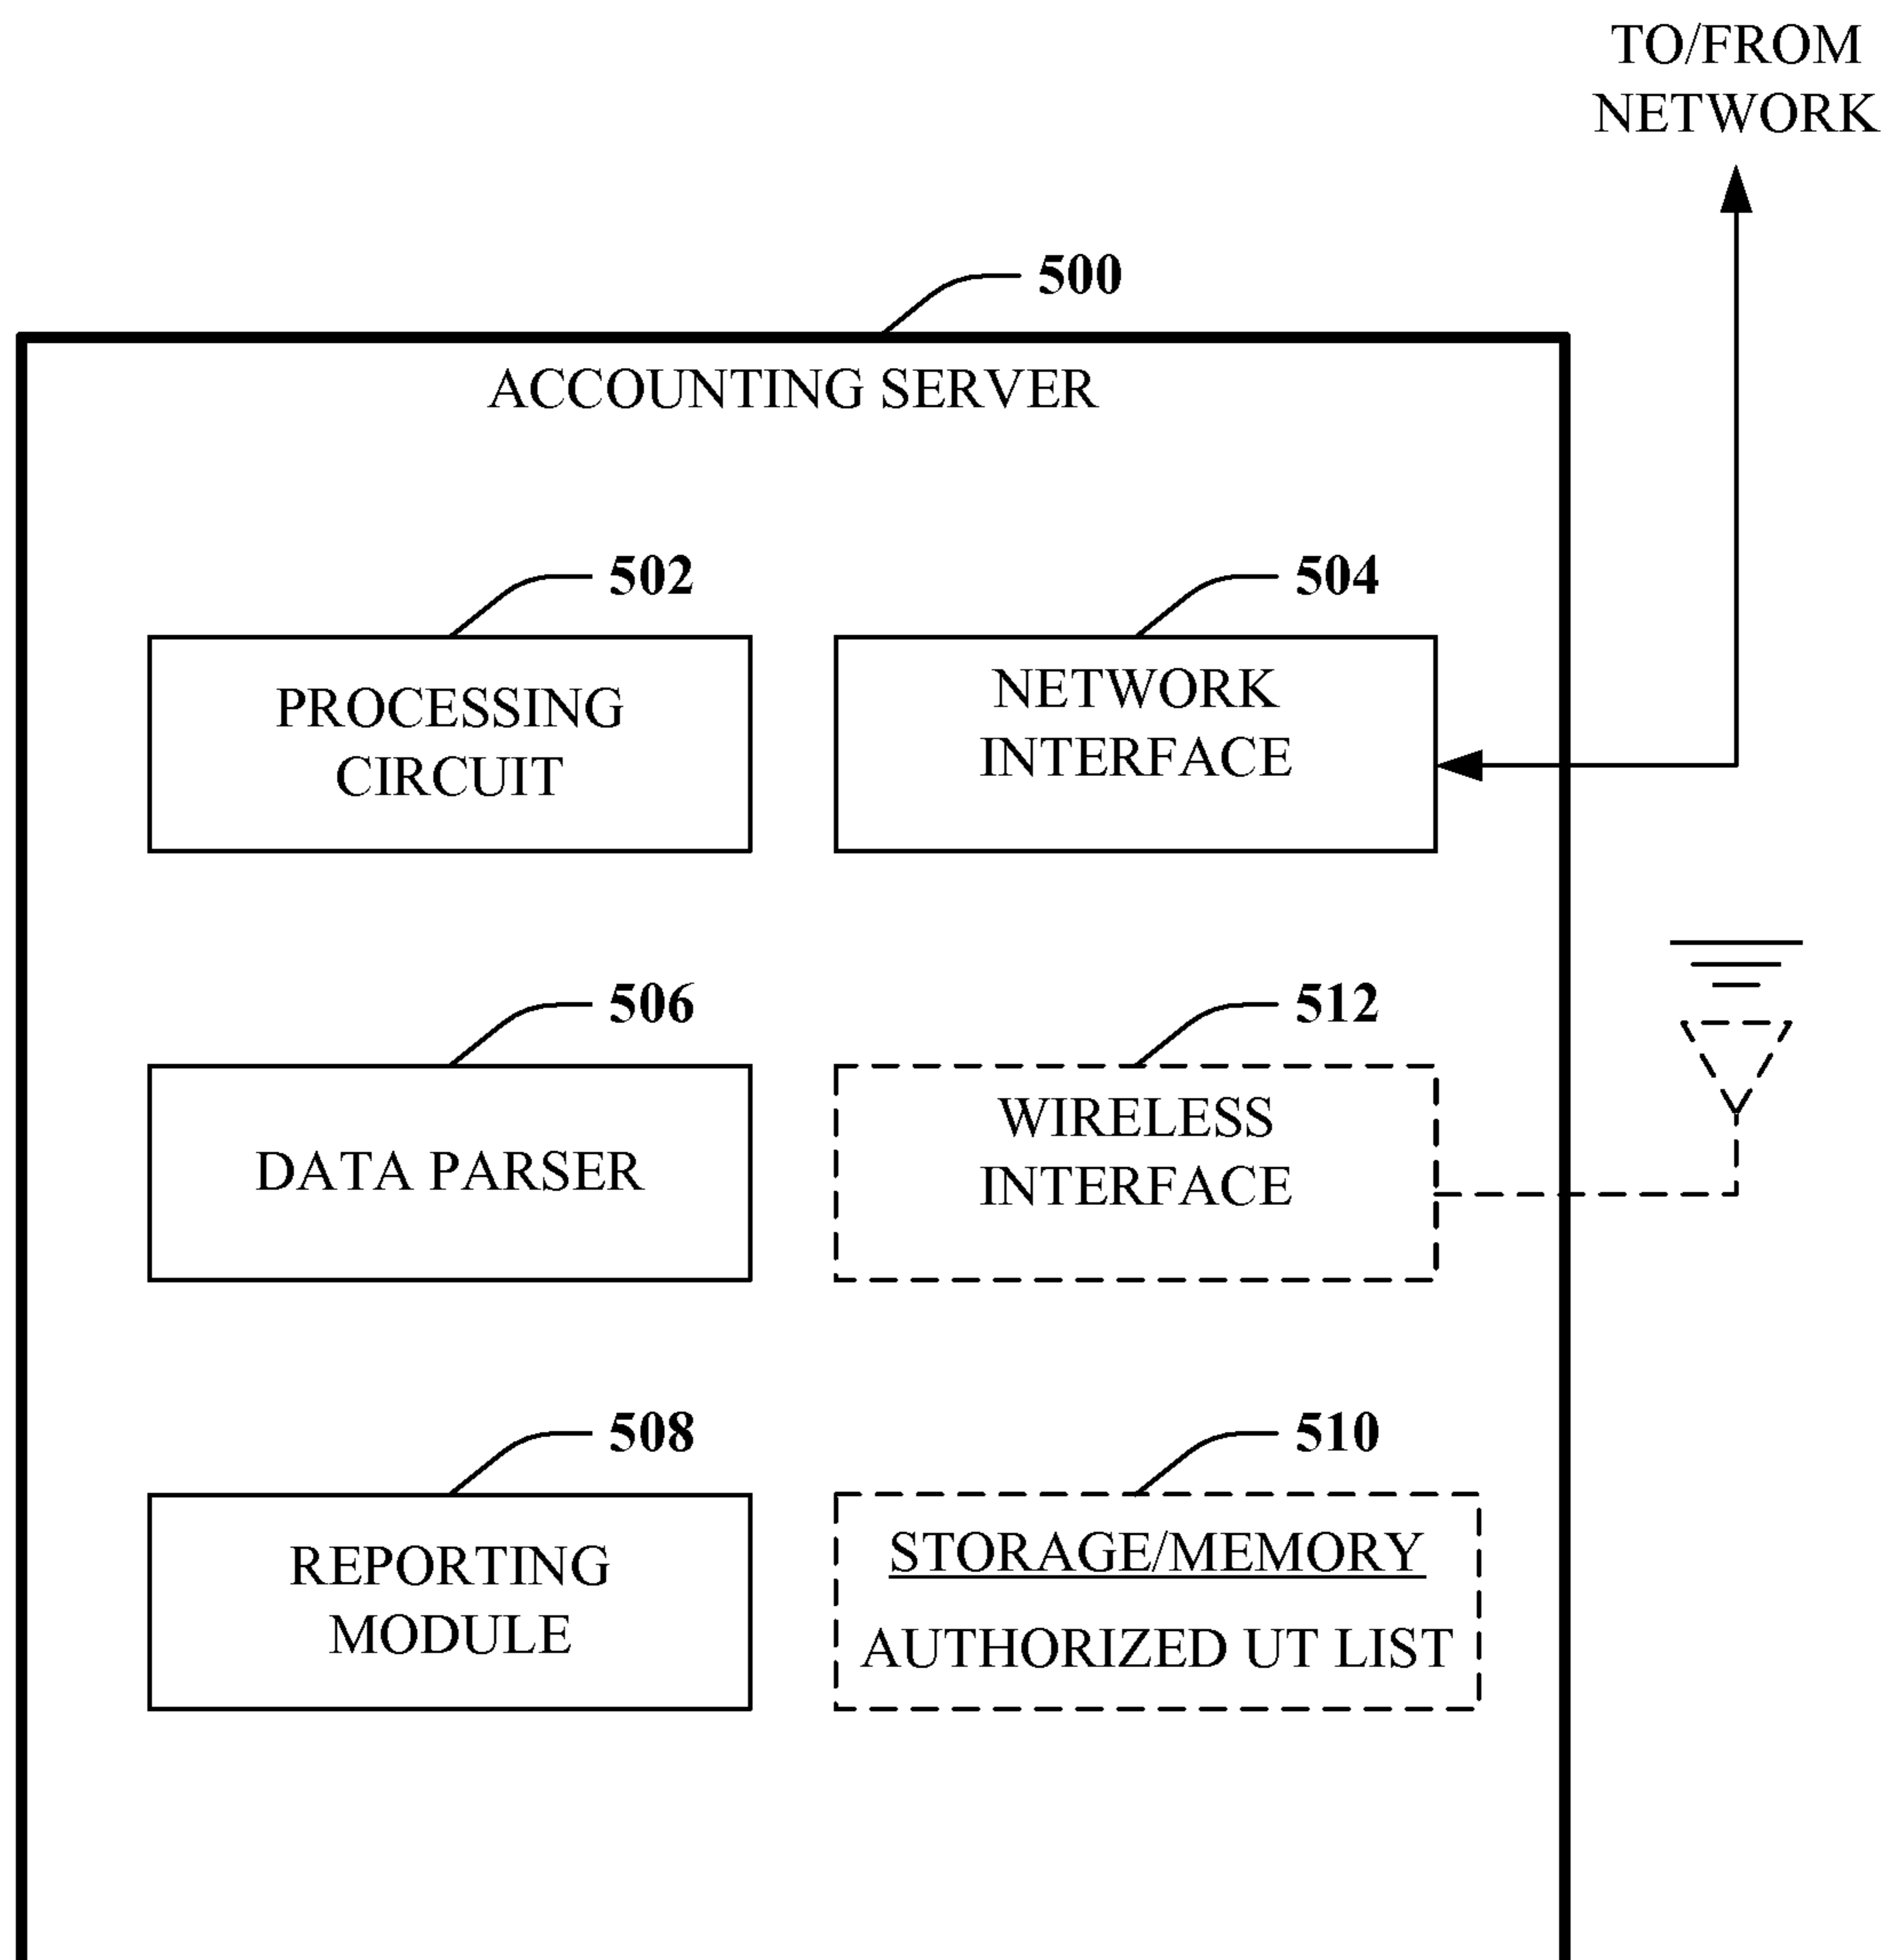 TO/FROM
NETWORK
500
ACCOUNTING SERVER
502
504
PROCESSING
CIRCUIT
NETWORK
INTERFACE
506
512
DATA PARSER
WIRELESS
INTERFACE
508
510
REPORTING
MODULE
STORAGE/MEMORY
AUTHORIZED UT LIST